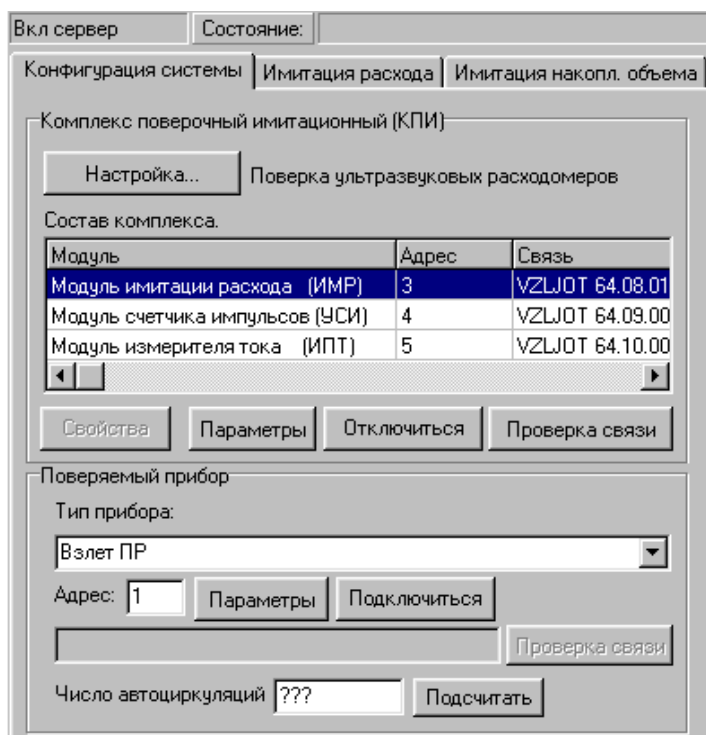 Вкл сервер Состояние:
Конфигурация системы Имитация расхода Имитация накопл. объема
Комплекс поверочный имитационный (КПИ)
Настройка... Поверка ультразвуковых расходомеров
Состав комплекса.
Модуль Адрес Связь
Модуль имитации расхода (ИМР) 3 VZLJOT 64.08.01
Модуль счетчика импульсов (УСИ) 4 VZLJOT 64.09.00
Модуль измерителя тока (ИПТ) 5 VZLJOT 64.10.00
Свойства Параметры Отключиться Проверка связи
Поверяемый прибор
Тип прибора:
Взлет ПР
Адрес: 1 Параметры Подключиться
Проверка связи
Число автоциркуляций ??? Подсчитать